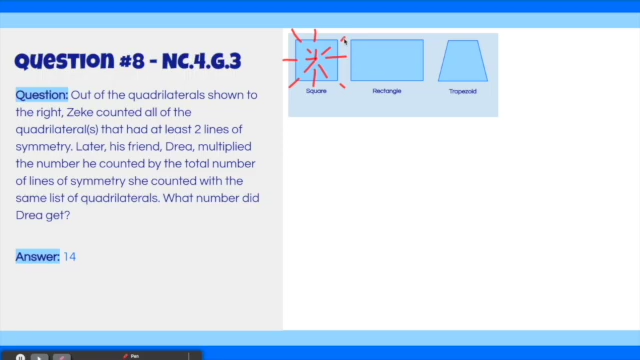 Question #8 - NC.4.G.3
Question: Out of the quadrilaterals shown to
the right, Zeke counted all of the
quadrilateral(s) that had at least 2 lines of
symmetry. Later, his friend, Drea, multiplied
the number he counted by the total number
of lines of symmetry she counted with the
same list of quadrilaterals. What number did
Drea get?
Answer: 14
Square
Rectangle
Trapezoid
Pen